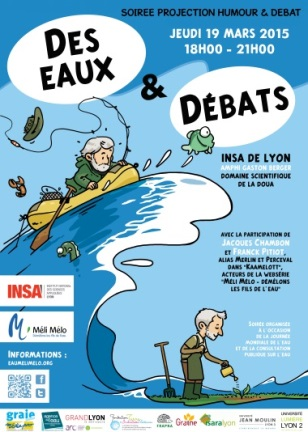 SOIREE PROJECTION HUMOUR & DEBAT
DES
EAUX
&
DÉBATS
JEUDI 19 MARS 2015
18H00 - 21H00
INSA DE LYON
AMPHI GASTON BERGER
DOMAINE SCIENTIFIQUE
DE LA DOUA
AVEC LA PARTICIPATION DE
JACQUES CHAMBON
ET FRANCK PITIOT,
ALIAS MERLIN ET PERCEVAL
DANS "KAAMELOTT",
ACTEURS DE LA WEBSÉRIE
"MÉLI MÉLO - DÉMÊLONS
LES FILS DE L'EAU"
SOIRÉE ORGANISÉE
À L'OCCASION
DE LA JOURNÉE
MONDIALE DE L'EAU
ET DE LA CONSULTATION
PUBLIQUE SUR L'EAU
INSA
Méli Mélo
INFORMATIONS :
EAUMELIMELO.ORG
graie
GRANDLYON
FRAPNA
Graine
isaralyon
JEAN MOULIN
UNIVERSITÉ
LUMIÈRE
LYON 2